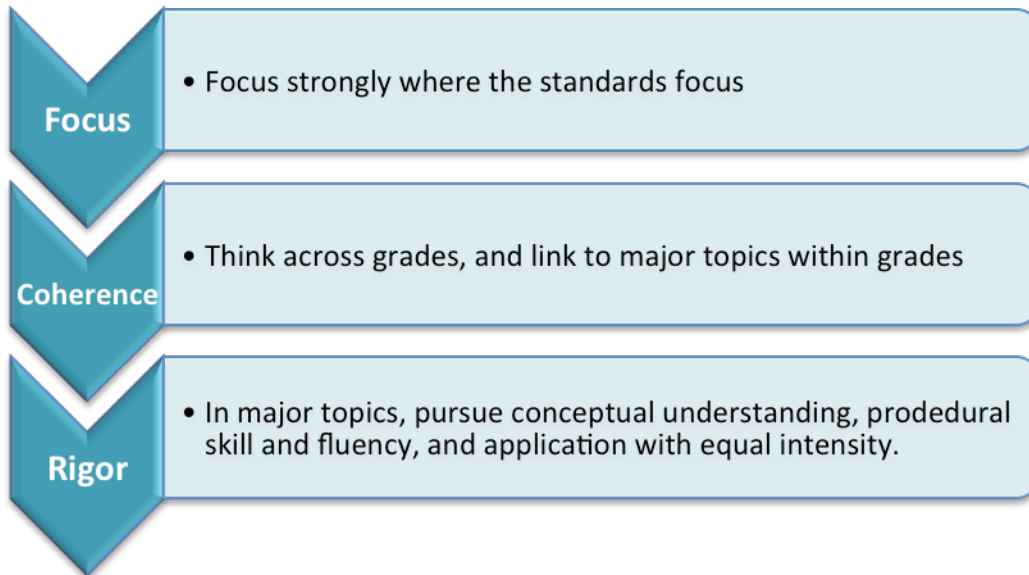 Focus
• Focus strongly where the standards focus
Coherence
• Think across grades, and link to major topics within grades
Rigor
• In major topics, pursue conceptual understanding, prodedural
skill and fluency, and application with equal intensity.